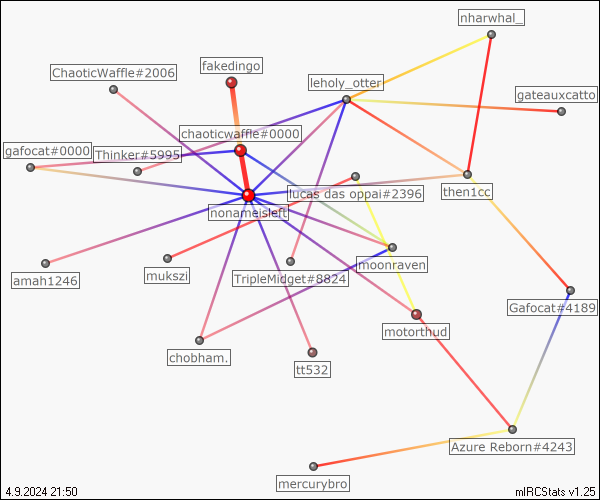 nharwhal_
fakedingo
ChaoticWaffle#2006
leholy_otter
gateauxcatto
chaoticwaffle#0000
gafocat#0000
Thinker#5995
then1cc
lucas das oppai#2396
nonameisleft
moonraven
mukszi
TripleMidget#8824
amah1246
Gafocat#4189
motorthud
chobham.
tt532
Azure Reborn#4243
mercurybro
4.9.2024 21:50
mIRCStats v1.25